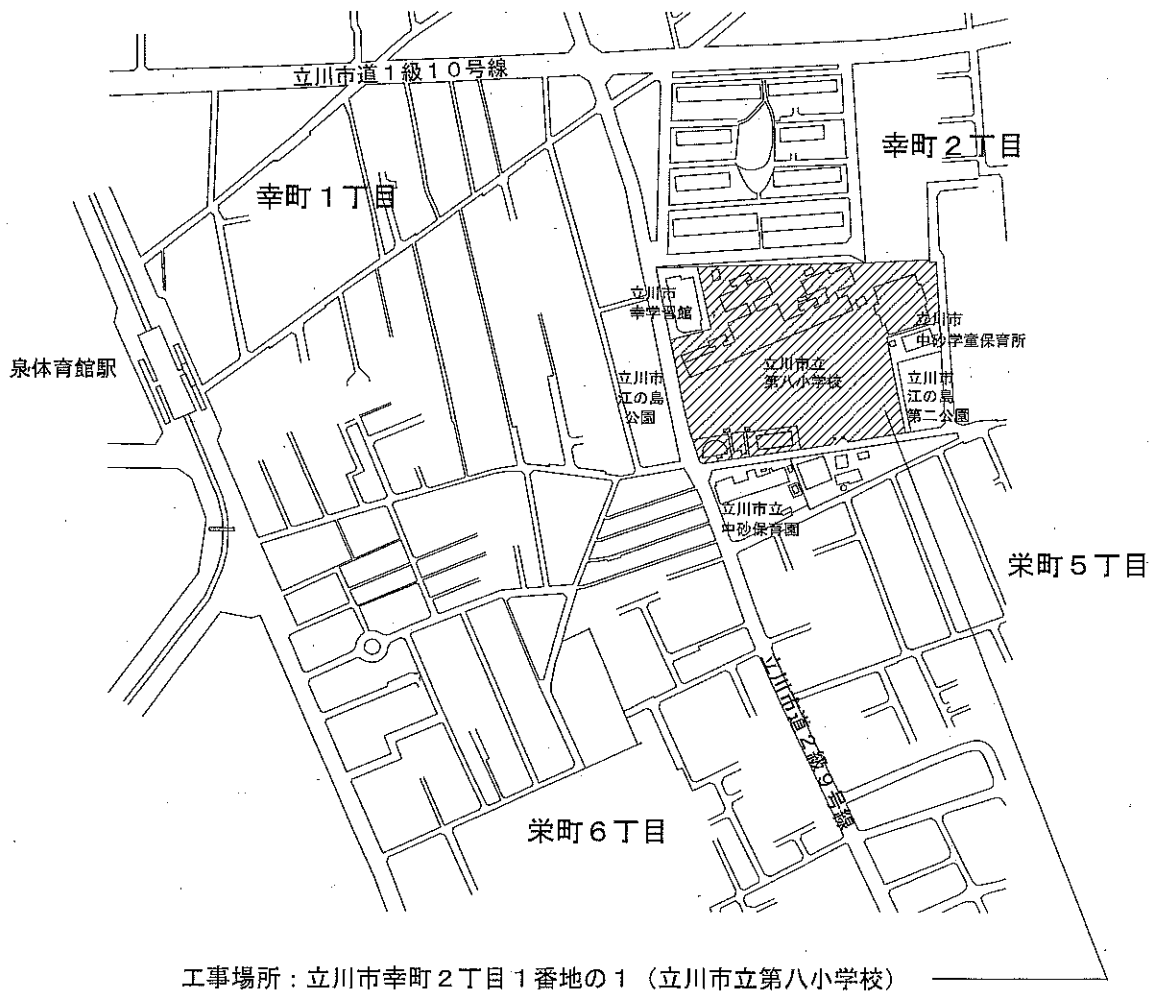 立川市道１級１０号線
幸町２丁目
幸町１丁目
立川市
幸学習館
立川市
中砂学童保育所
泉体育館駅
立川市立
第八小学校
立川市
江の島
公園
立川市
江の島
第二公園
立川市立
中砂保育園
栄町５丁目
立川市道２級９号線
栄町６丁目
工事場所：立川市幸町２丁目１番地の１（立川市立第八小学校）